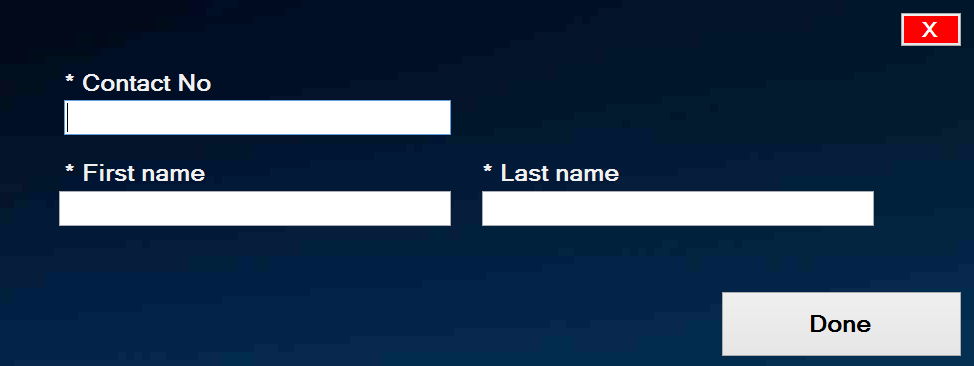 X
* Contact No
* First name
* Last name
Done